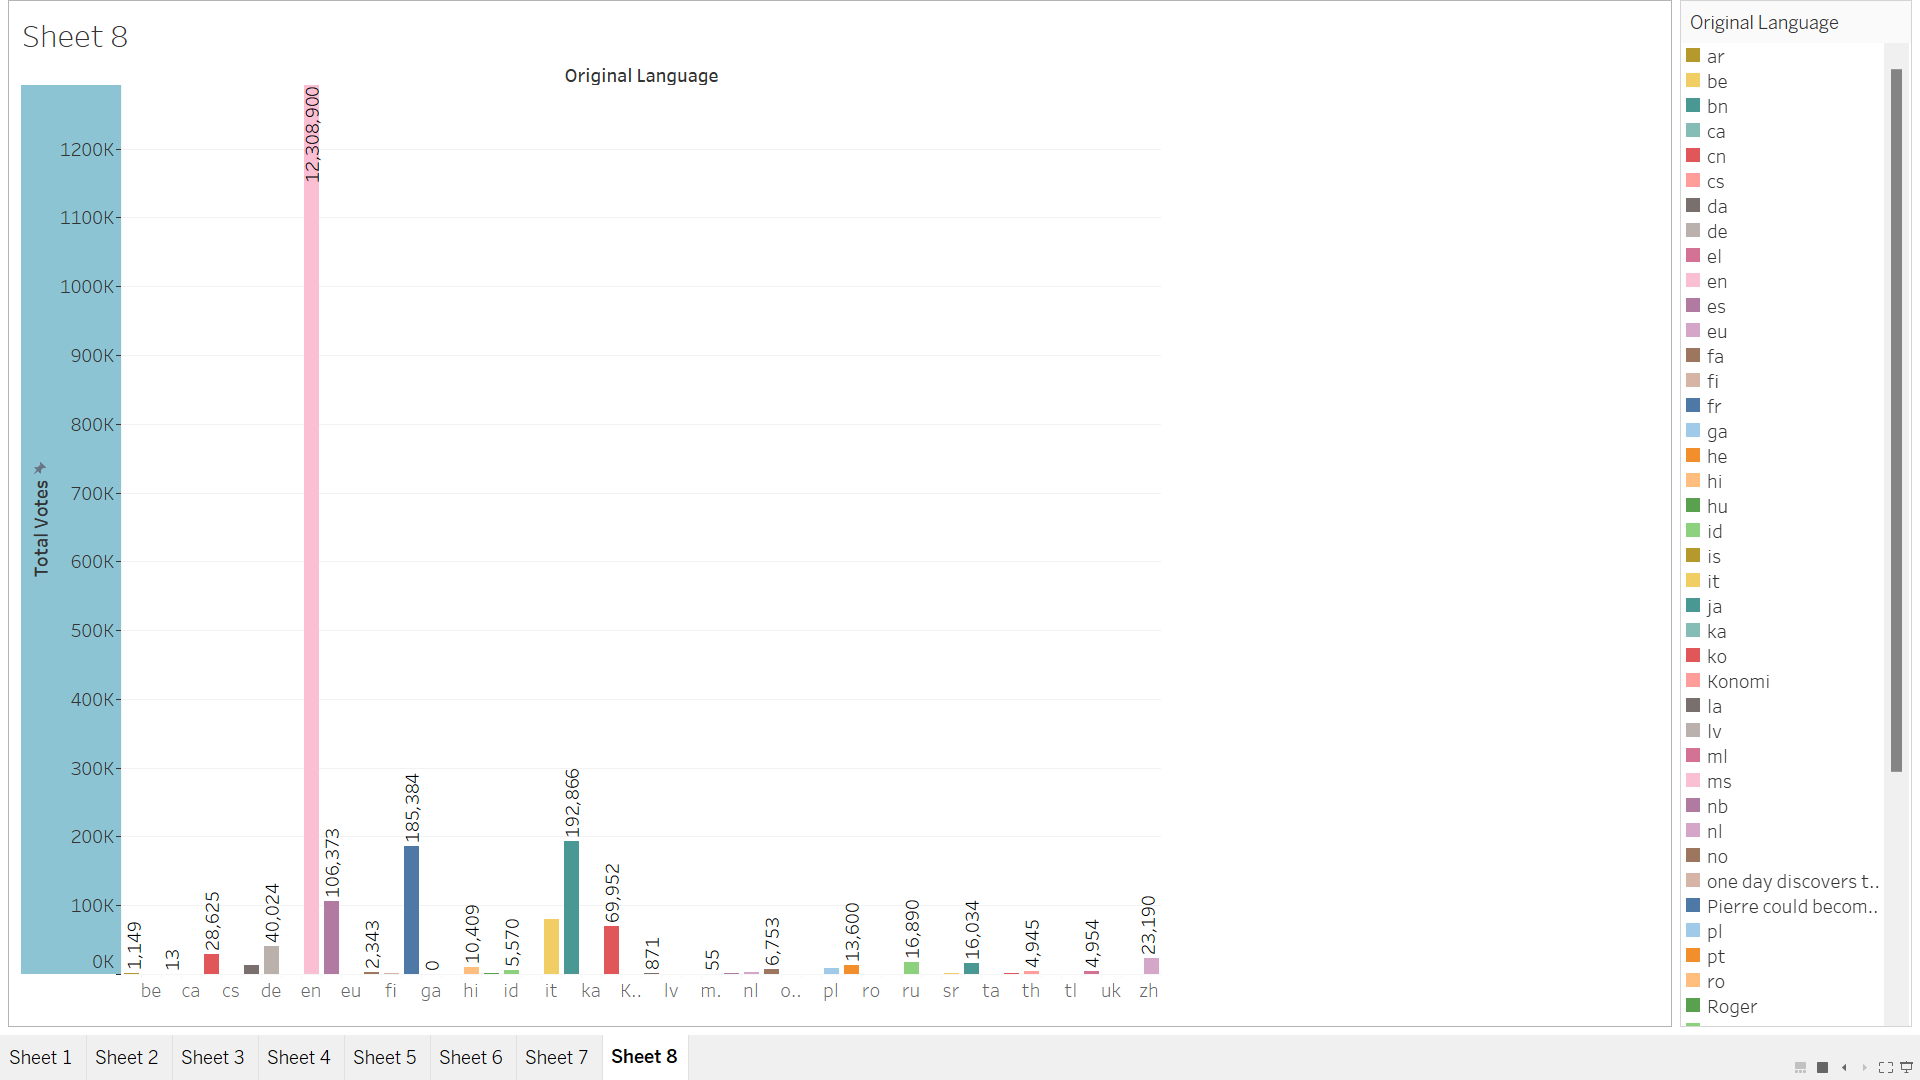 Sheet 8
Original Language
1200K
1100K
1000K
900K
800K
700K
600K
500K
400K
300K
200K
100K
0K
Total Votes
1,149
13
28,625
40,024
12,308,900
106,373
2,343
185,384
0
10,409
5,570
192,866
69,952
871
55
6,753
13,600
16,890
16,034
4,945
4,954
23,190
be ca cs de en eu fi ga hi id it ka K.. lv m. nl o.. pl ro ru sr ta th tl uk zh
Original Language
ar
be
bn
ca
cn
cs
da
de
el
en
es
eu
fa
fi
fr
ga
he
hi
hu
id
is
it
ja
ka
ko
Konomi
la
lv
ml
ms
nb
nl
no
one day discovers t..
Pierre could becom..
pl
pt
ro
Roger
Sheet 1 Sheet 2 Sheet 3 Sheet 4 Sheet 5 Sheet 6 Sheet 7 Sheet 8